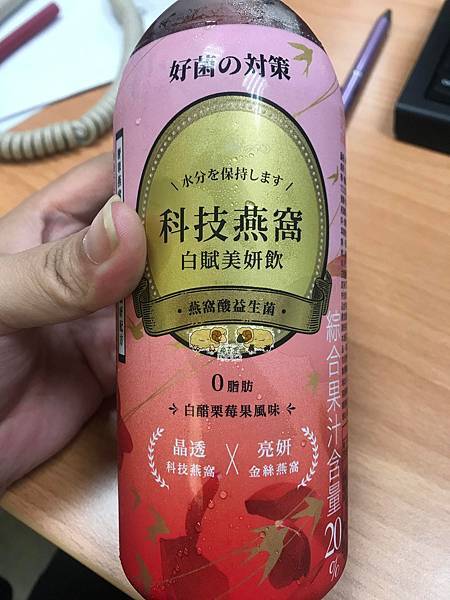 好菌の対策
\ 水分を保持します /
科技燕窩
白賦美妍飲
燕窩酸益生菌
0脂肪
白醋栗莓果風味
晶透
科技燕窩
X
亮妍
金絲燕窩
綜合果汁含量20%